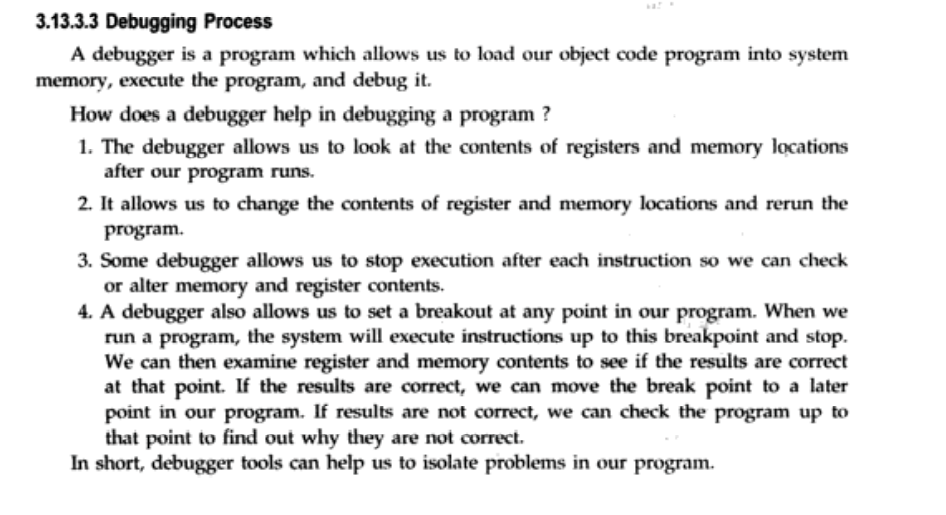 3.13.3.3 Debugging Process
A debugger is a program which allows us to load our object code program into system
memory, execute the program, and debug it.
How does a debugger help in debugging a program ?
1. The debugger allows us to look at the contents of registers and memory locations
after our program runs.
2. It allows us to change the contents of register and memory locations and rerun the
program.
3. Some debugger allows us to stop execution after each instruction so we can check
or alter memory and register contents.
4. A debugger also allows us to set a breakout at any point in our program. When we
run a program, the system will execute instructions up to this breakpoint and stop.
We can then examine register and memory contents to see if the results are correct
at that point. If the results are correct, we can move the break point to a later
point in our program. If results are not correct, we can check the program up to
that point to find out why they are not correct.
In short, debugger tools can help us to isolate problems in our program.